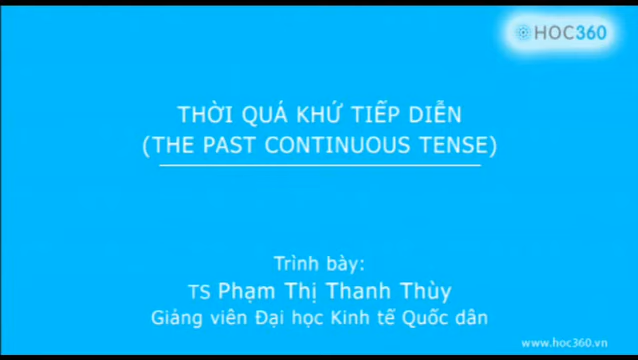 HOC360
THỜI QUÁ KHỨ TIẾP DIỄN
(THE PAST CONTINUOUS TENSE)
Trình bày:
TS Phạm Thị Thanh Thùy
Giảng viên Đại học Kinh tế Quốc dân
www.hoc360.vn